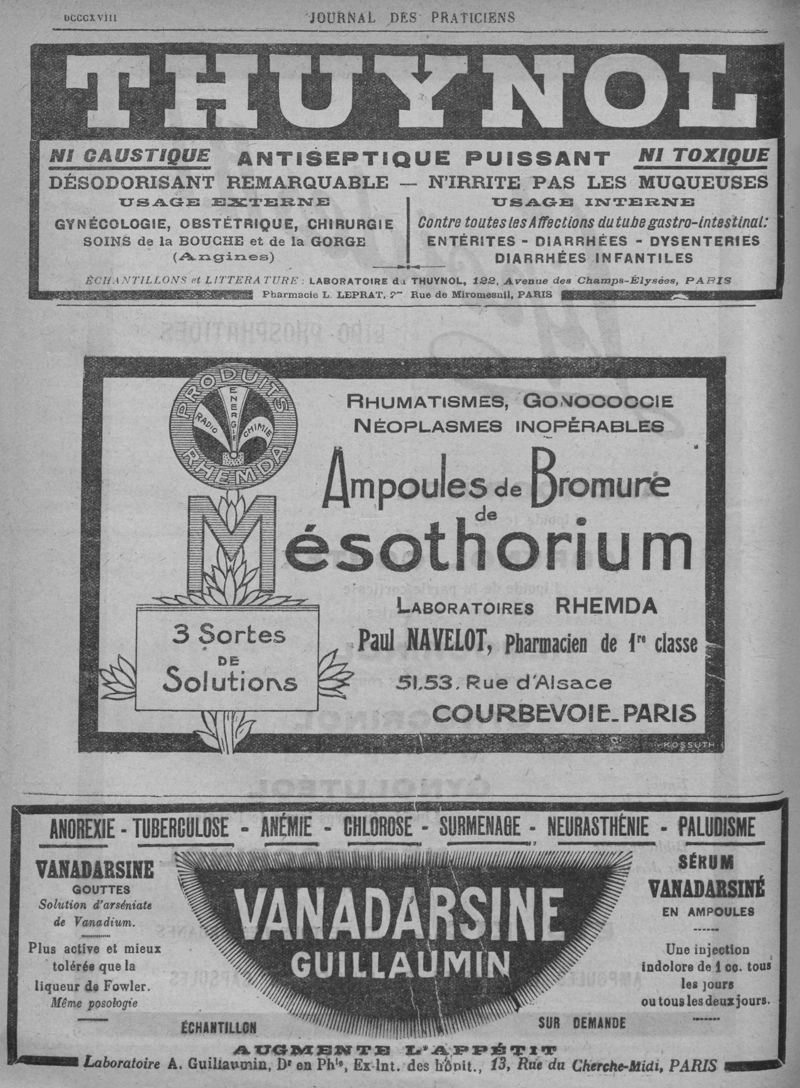 DCCCXVIII
JOURNAL DES PRATICIENS
THUYNOL
NI CAUSTIQUE ANTISEPTIQUE PUISSANT NI TOXIQUE
DÉSODORISANT REMARQUABLE — N'IRRITE PAS LES MUQUEUSES
USAGE EXTERNE
GYNÉCOLOGIE, OBSTÉTRIQUE, CHIRURGIE
SOINS de la BOUCHE et de la GORGE
(Angines)
USAGE INTERNE
Contre toutes les Affections du tube gastro-intestinal:
ENTÉRITES - DIARRHÉES - DYSENTERIES
DIARRHÉES INFANTILES
ÉCHANTILLONS et LITTERATURE: LABORATOIRE du THUYNOL, 122, Avenue des Champs-Élysées, PARIS
Pharmacie L. LEPRAT, Rue de Miromesnil, PARIS
PRODUITS
RHEMDA
RADIO
ENERGIE
CHIMIE
RHUMATISMES, GONOCOCCIE
NÉOPLASMES INOPÉRABLES
Ampoules de Bromure
de
Mésothorium
3 Sortes
DE
Solutions
LABORATOIRES RHEMDA
Paul NAVELOT, Pharmacien de 1re classe
51,53, Rue d'Alsace
COURBEVOIE-PARIS
KOSSUTH
ANOREXIE - TUBERCULOSE - ANÉMIE - CHLOROSE - SURMENAGE - NEURASTHÉNIE - PALUDISME
VANADARSINE
GOUTTES
Solution d'arséniate
de Vanadium.
Plus active et mieux
tolérée que la
liqueur de Fowler.
Même posologie
VANADARSINE
GUILLAUMIN
SÉRUM
VANADARSINÉ
EN AMPOULES
Une injection
indolore de 1 cc. tous
les jours
ou tous les deux jours.
ÉCHANTILLON SUR DEMANDE
AUGMENTE L'APPÉTIT
Laboratoire A. Guillaumin, Dr en Phie, Ex-Int. des hôpit., 13, Rue du Cherche-Midi, PARIS